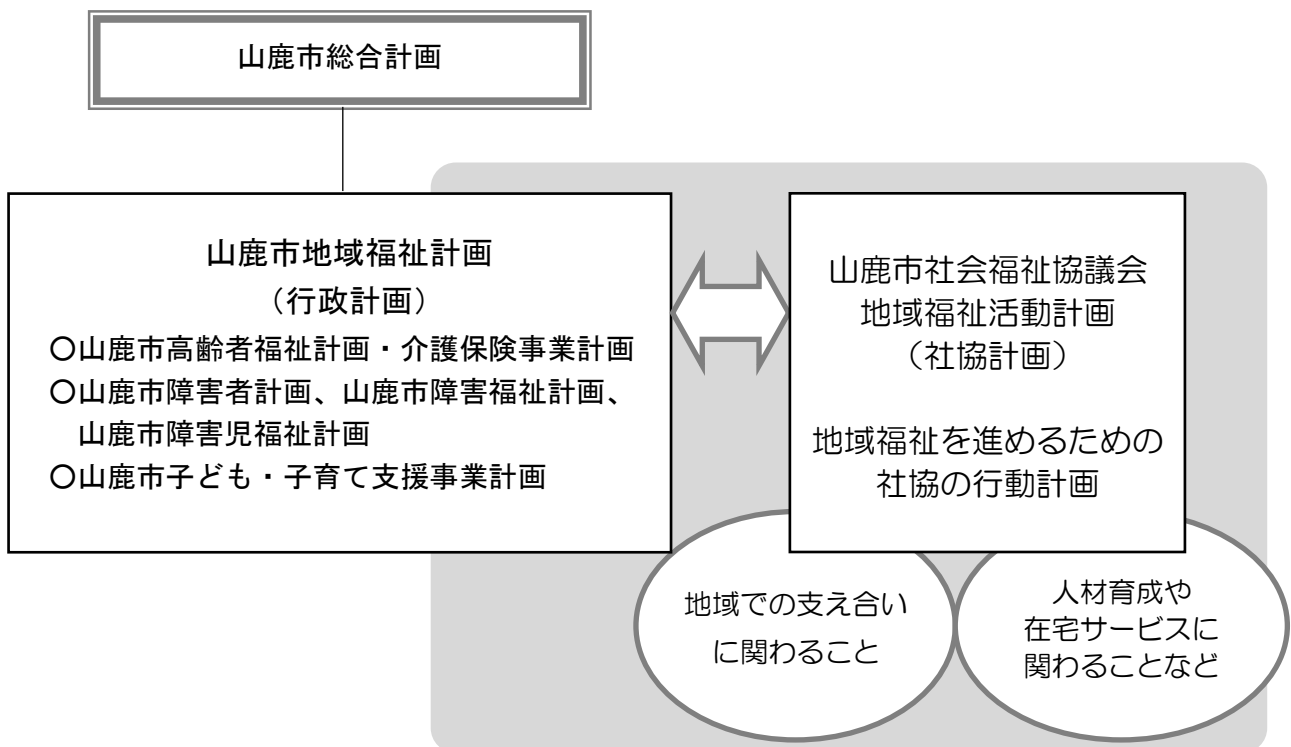 山鹿市総合計画
山鹿市地域福祉計画
（行政計画）
〇山鹿市高齢者福祉計画・介護保険事業計画
〇山鹿市障害者計画、山鹿市障害福祉計画、
山鹿市障害児福祉計画
〇山鹿市子ども・子育て支援事業計画
山鹿市社会福祉協議会
地域福祉活動計画
（社協計画）
地域福祉を進めるための
社協の行動計画
地域での支え合い
に関わること
人材育成や
在宅サービスに
関わることなど